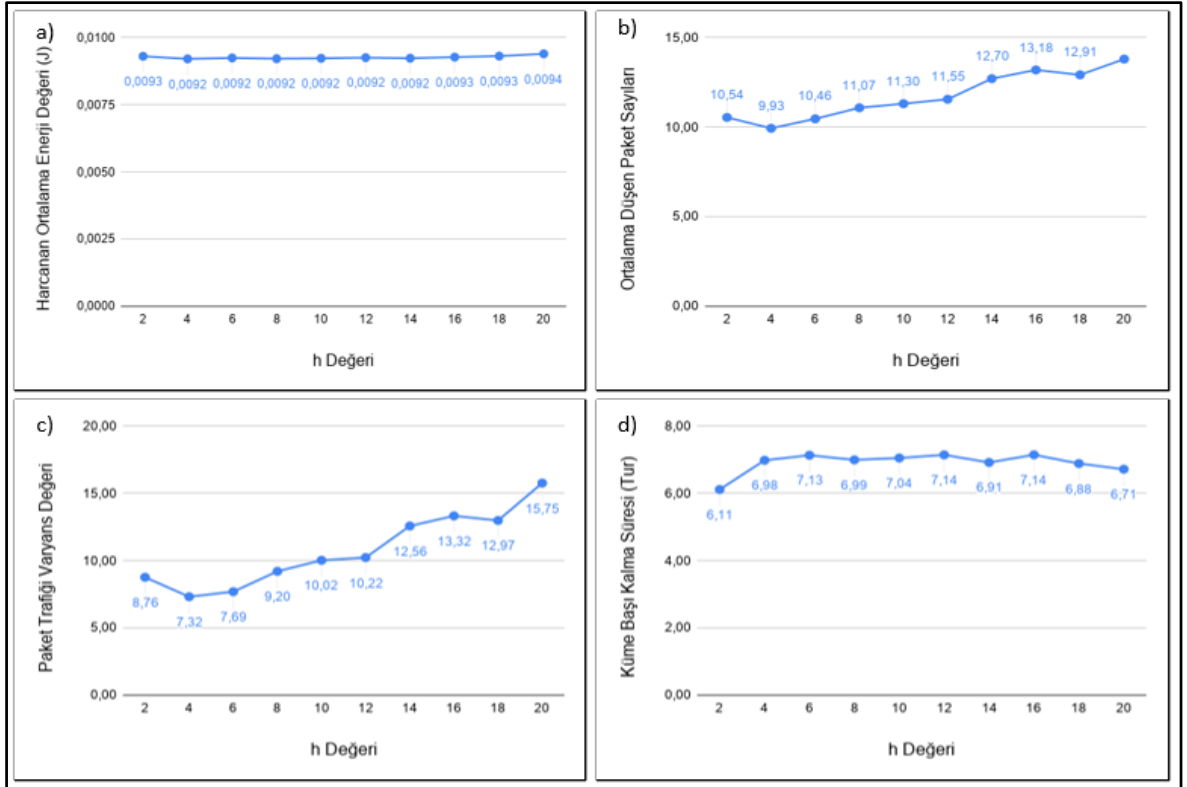 a)
Harcanan Ortalama Enerji Değeri (J)
0,0100
0,0075
0,0050
0,0025
0,0000
0,0093 0,0092 0,0092 0,0092 0,0092 0,0092 0,0092 0,0093 0,0093 0,0094
2 4 6 8 10 12 14 16 18 20
h Değeri
b)
Ortalama Düşen Paket Sayıları
15,00
10,00
5,00
0,00
10,54 9,93 10,46 11,07 11,30 11,55 12,70 13,18 12,91
2 4 6 8 10 12 14 16 18 20
h Değeri
c)
Paket Trafiği Varyans Değeri
20,00
15,00
10,00
5,00
0,00
8,76 7,32 7,69 9,20 10,02 10,22 12,56 13,32 12,97 15,75
2 4 6 8 10 12 14 16 18 20
h Değeri
d)
Küme Başı Kalma Süresi (Tur)
8,00
6,00
4,00
2,00
0,00
6,11 6,98 7,13 6,99 7,04 7,14 6,91 7,14 6,88 6,71
2 4 6 8 10 12 14 16 18 20
h Değeri